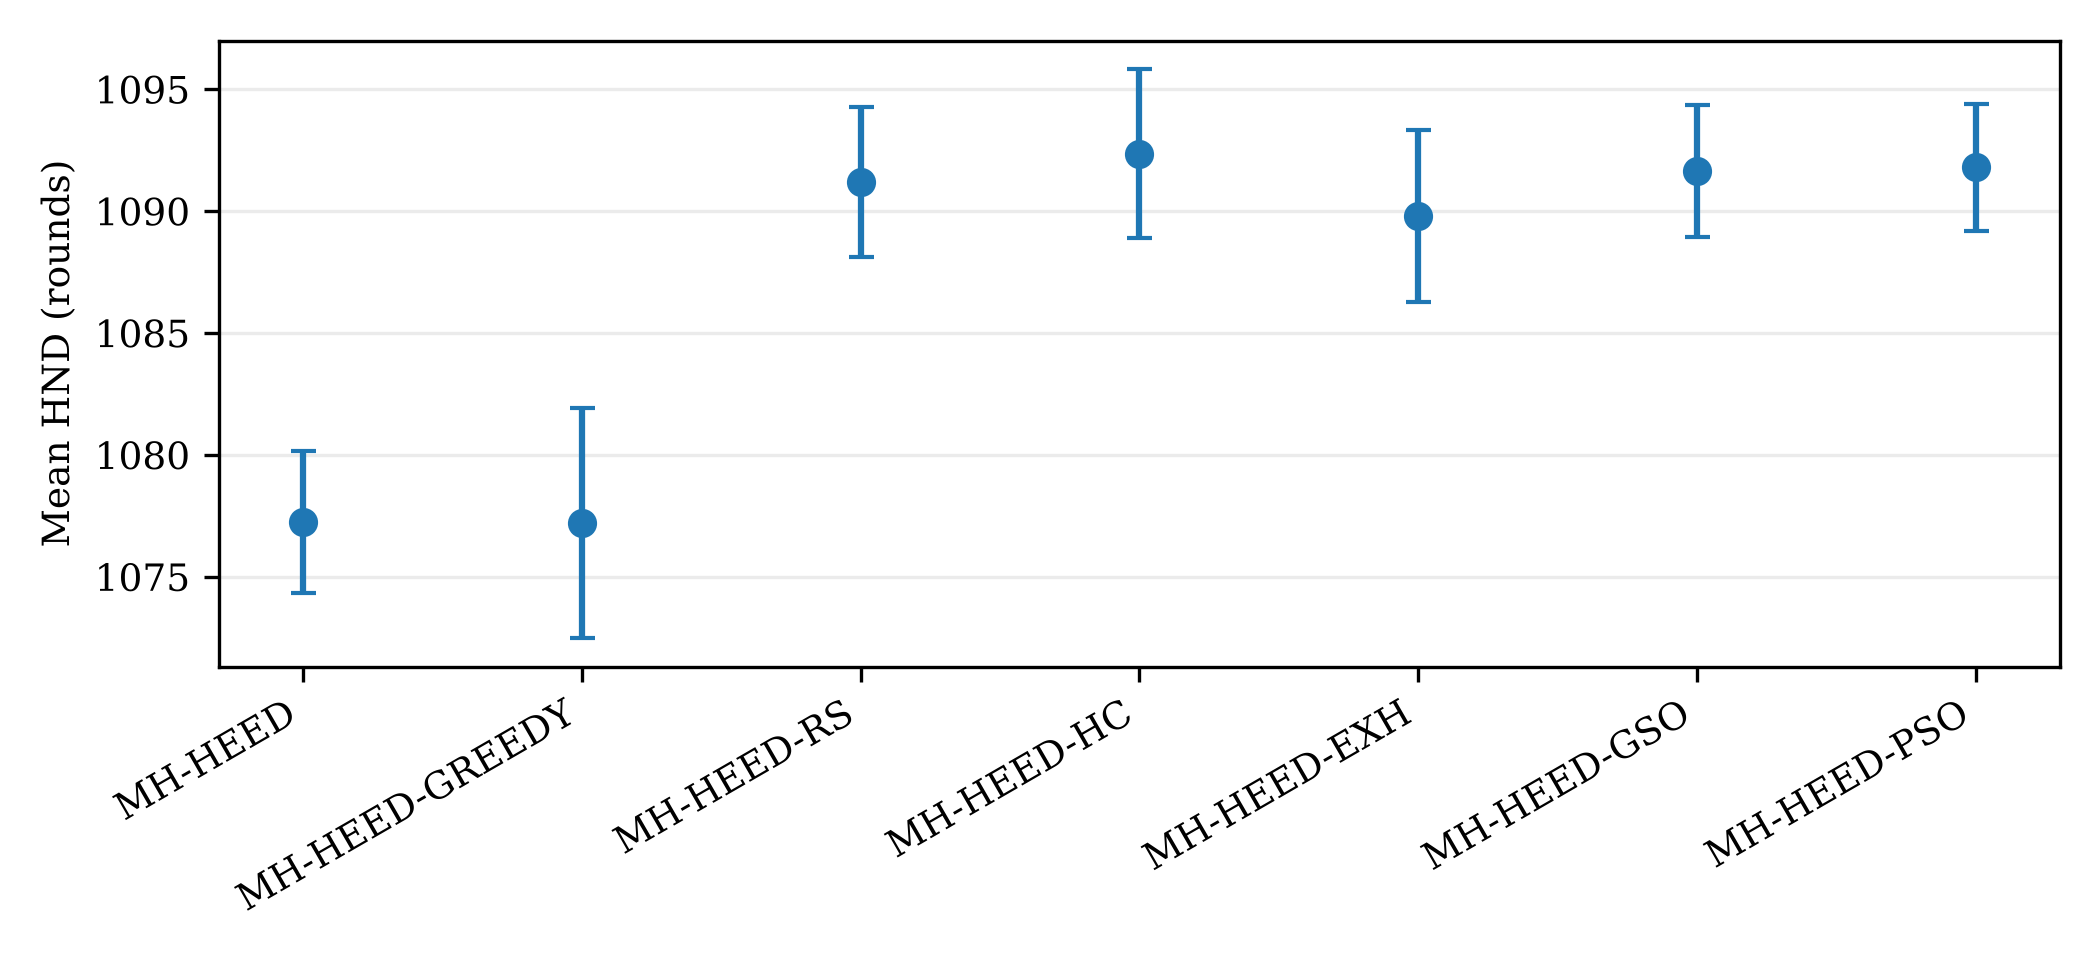 Mean HND (rounds)
1095
1090
1085
1080
1075
MH-HEED
MH-HEED-GREEDY
MH-HEED-RS
MH-HEED-HC
MH-HEED-EXH
MH-HEED-GSO
MH-HEED-PSO